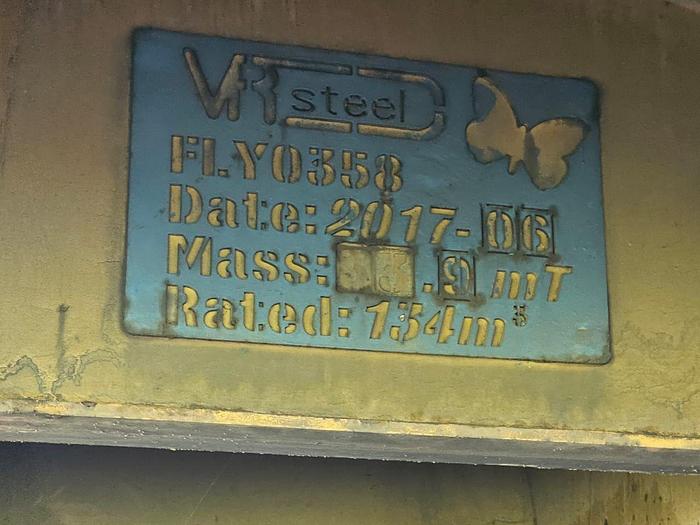 VR steel
FLY0358
Date: 2017-06
Mass: .9 mT
Rated: 134m³